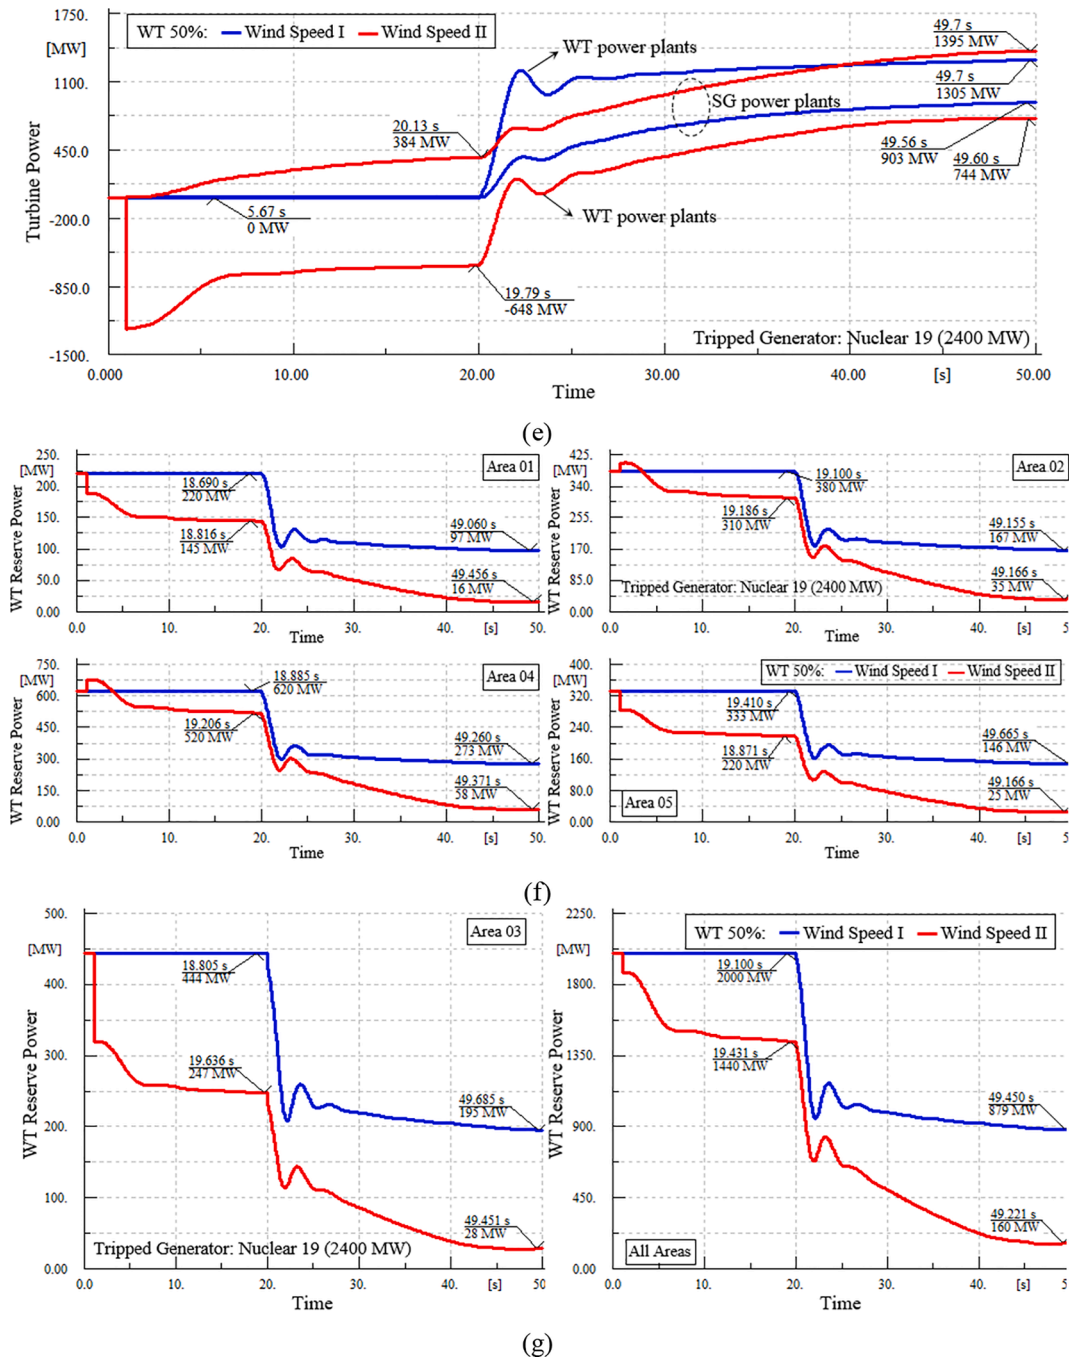 1750.
WT 50%: Wind Speed I Wind Speed II
[MW]
49.7 s
1395 MW
WT power plants
1100.
49.7 s
1305 MW
SG power plants
20.13 s
384 MW
450.0
49.56 s
903 MW
49.60 s
744 MW
Turbine Power
-200.0
5.67 s
0 MW
WT power plants
-850.0
19.79 s
-648 MW
Tripped Generator: Nuclear 19 (2400 MW)
-1500.
0.000 10.00 20.00 30.00 40.00 [s] 50.00
Time
(e)
250.
[MW]
Area 01
200.
18.690 s
220 MW
150.
18.816 s
145 MW
49.060 s
97 MW
100.
50.0
49.456 s
16 MW
0.00
WT Reserve Power
0.0 10. 20. 30. 40. [s] 50.
Time
425.
[MW]
Area 02
340.
19.100 s
380 MW
19.186 s
310 MW
255.
49.155 s
167 MW
170.
85.0
49.166 s
35 MW
Tripped Generator: Nuclear 19 (2400 MW)
0.00
WT Reserve Power
0.0 10. 20. 30. 40. [s] 50.
Time
750.
[MW]
Area 04
18.885 s
620 MW
600.
19.206 s
520 MW
450.
49.260 s
273 MW
300.
49.371 s
58 MW
150.
0.00
WT Reserve Power
0.0 10. 20. 30. 40. [s] 50.
Time
400.
WT 50%: Wind Speed I Wind Speed II
[MW]
320.
19.410 s
333 MW
240.
18.871 s
220 MW
49.665 s
146 MW
160.
80.0
49.166 s
25 MW
Area 05
0.00
WT Reserve Power
0.0 10. 20. 30. 40. [s] 50.
Time
(f)
500.
[MW]
Area 03
18.805 s
444 MW
400.
300.
19.636 s
247 MW
49.685 s
195 MW
200.
100.
49.451 s
28 MW
Tripped Generator: Nuclear 19 (2400 MW)
0.00
WT Reserve Power
0.0 10. 20. 30. 40. [s] 50
Time
2250.
WT 50%: Wind Speed I Wind Speed II
[MW]
19.100 s
2000 MW
1800.
1350.
19.431 s
1440 MW
49.450 s
879 MW
900.
450.
49.221 s
160 MW
All Areas
0.00
WT Reserve Power
0.0 10. 20. 30. 40. [s] 50.
Time
(g)